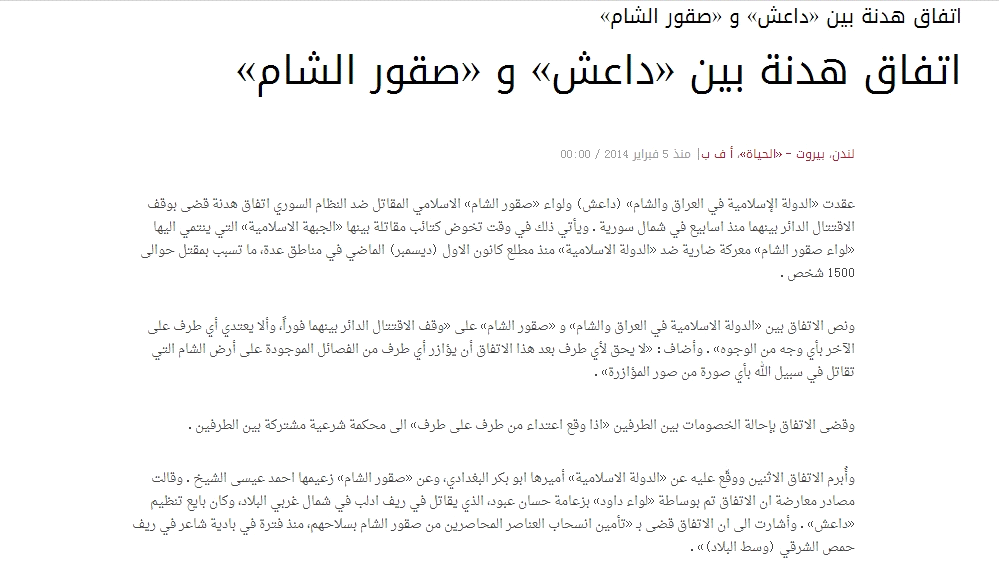 اتفاق هدنة بين «داعش» و «صقور الشام»
اتفاق هدنة بين «داعش» و «صقور الشام»
لندن، بيروت - «الحياة»، أ ف ب| منذ 5 فبراير 2014 / 00:00
عقدت «الدولة الإسلامية في العراق والشام» (داعش) ولواء «صقور الشام» الاسلامي المقاتل ضد النظام السوري اتفاق هدنة قضى بوقف
الاقتتال الدائر بينهما منذ اسابيع في شمال سورية . ويأتي ذلك في وقت تخوض كتائب مقاتلة بينها «الجبهة الاسلامية» التي ينتمي اليها
«لواء صقور الشام» معركة ضارية ضد «الدولة الاسلامية» منذ مطلع كانون الاول (ديسمبر) الماضي في مناطق عدة، ما تسبب بمقتل حوالى
1500 شخص .
ونص الاتفاق بين «الدولة الاسلامية في العراق والشام» و «صقور الشام» على «وقف الاقتتال الدائر بينهما فوراً، وألا يعتدي أي طرف على
الآخر بأي وجه من الوجوه» . وأضاف: «لا يحق لأي طرف بعد هذا الاتفاق أن يؤازر أي طرف من الفصائل الموجودة على أرض الشام التي
تقاتل في سبيل الله بأي صورة من صور المؤازرة» .
وقضى الاتفاق بإحالة الخصومات بين الطرفين «اذا وقع اعتداء من طرف على طرف» الى محكمة شرعية مشتركة بين الطرفين .
وأُبرم الاتفاق الاثنين ووقّع عليه عن «الدولة الاسلامية» أميرها ابو بكر البغدادي، وعن «صقور الشام» زعيمها احمد عيسى الشيخ . وقالت
مصادر معارضة ان الاتفاق تم بوساطة «لواء داود» بزعامة حسان عبود، الذي يقاتل في ريف ادلب في شمال غربي البلاد، وكان بايع تنظيم
«داعش» . وأشارت الى ان الاتفاق قضى بـ «تأمين انسحاب العناصر المحاصرين من صقور الشام بسلاحهم، منذ فترة في بادية شاعر في ريف
حمص الشرقي (وسط البلاد)» .